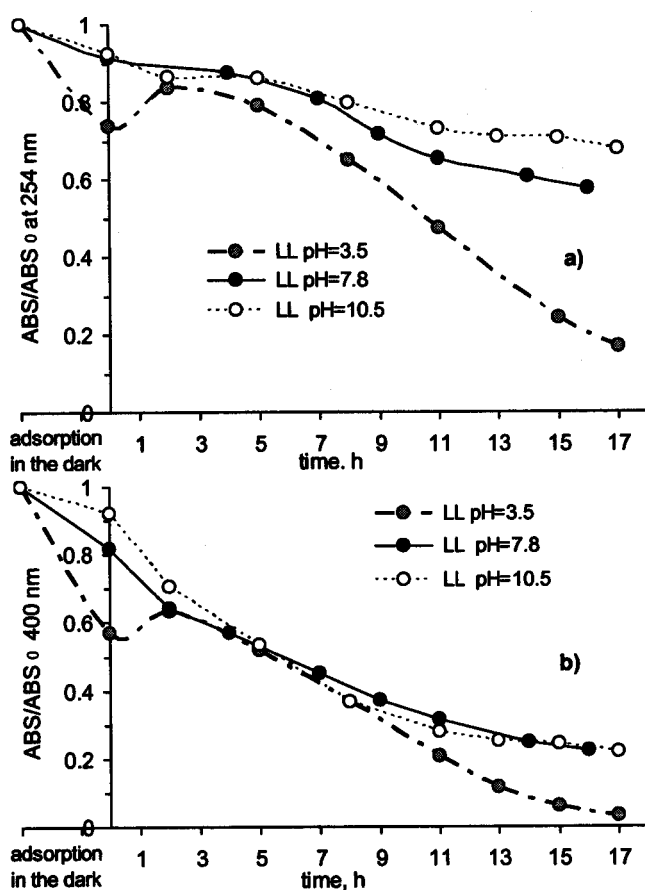 1
0.8
0.6
0.4
0.2
0
ABS/ABS 0 at 254 nm
LL pH=3.5
LL pH=7.8
LL pH=10.5
a)
adsorption
in the dark
1 3 5 7 9 11 13 15 17
time. h
1
0.8
0.6
0.4
0.2
0
ABS/ABS 0 400 nm
LL pH=3.5
LL pH=7.8
LL pH=10.5
b)
adsorption
in the dark
1 3 5 7 9 11 13 15 17
time, h